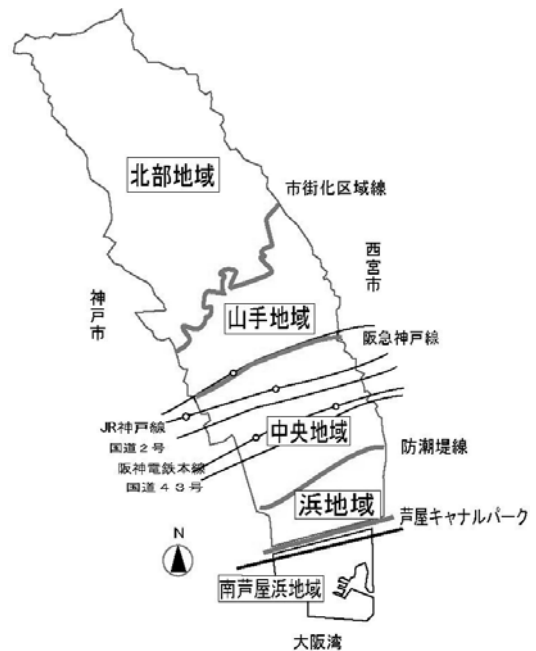 北部地域
市街化区域線
西宮市
神戸市
山手地域
阪急神戸線
JR神戸線
国道2号
中央地域
阪神電鉄本線
防潮堤線
国道43号
浜地域
芦屋キャナルパーク
N
南芦屋浜地域
大阪湾